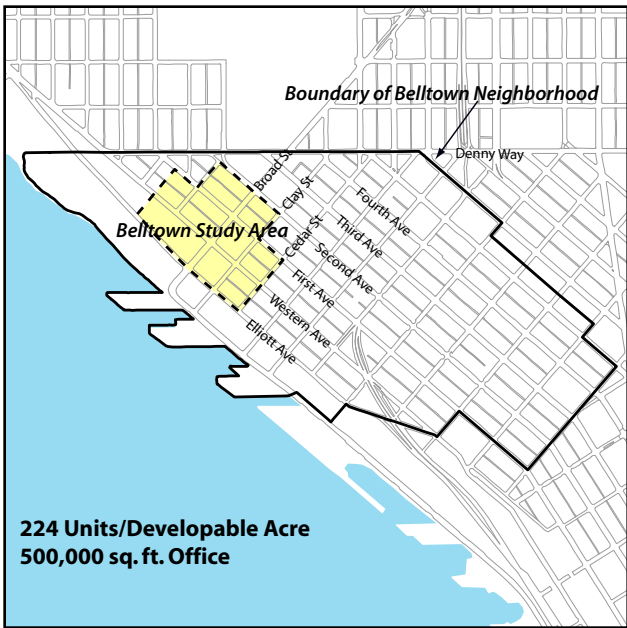 Boundary of Belltown Neighborhood
Denny Way
Broad St
Clay St
Fourth Ave
Belltown Study Area
Cedar St
Third Ave
Second Ave
First Ave
Western Ave
Elliott Ave
224 Units/Developable Acre
500,000 sq. ft. Office